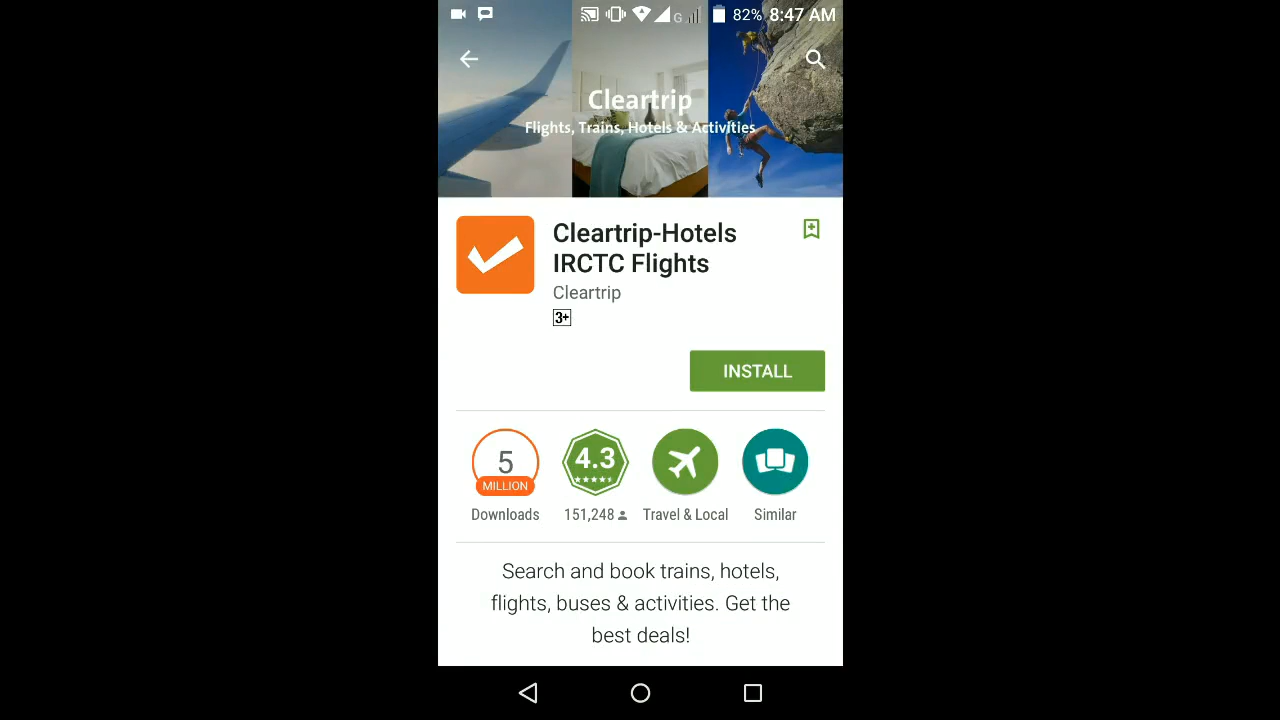 G 82% 8:47 AM
Cleartrip
Flights, Trains, Hotels & Activities
Cleartrip-Hotels
IRCTC Flights
Cleartrip
3+
INSTALL
5
MILLION
Downloads
4.3
151,248
Travel & Local
Similar
Search and book trains, hotels,
flights, buses & activities. Get the
best deals!